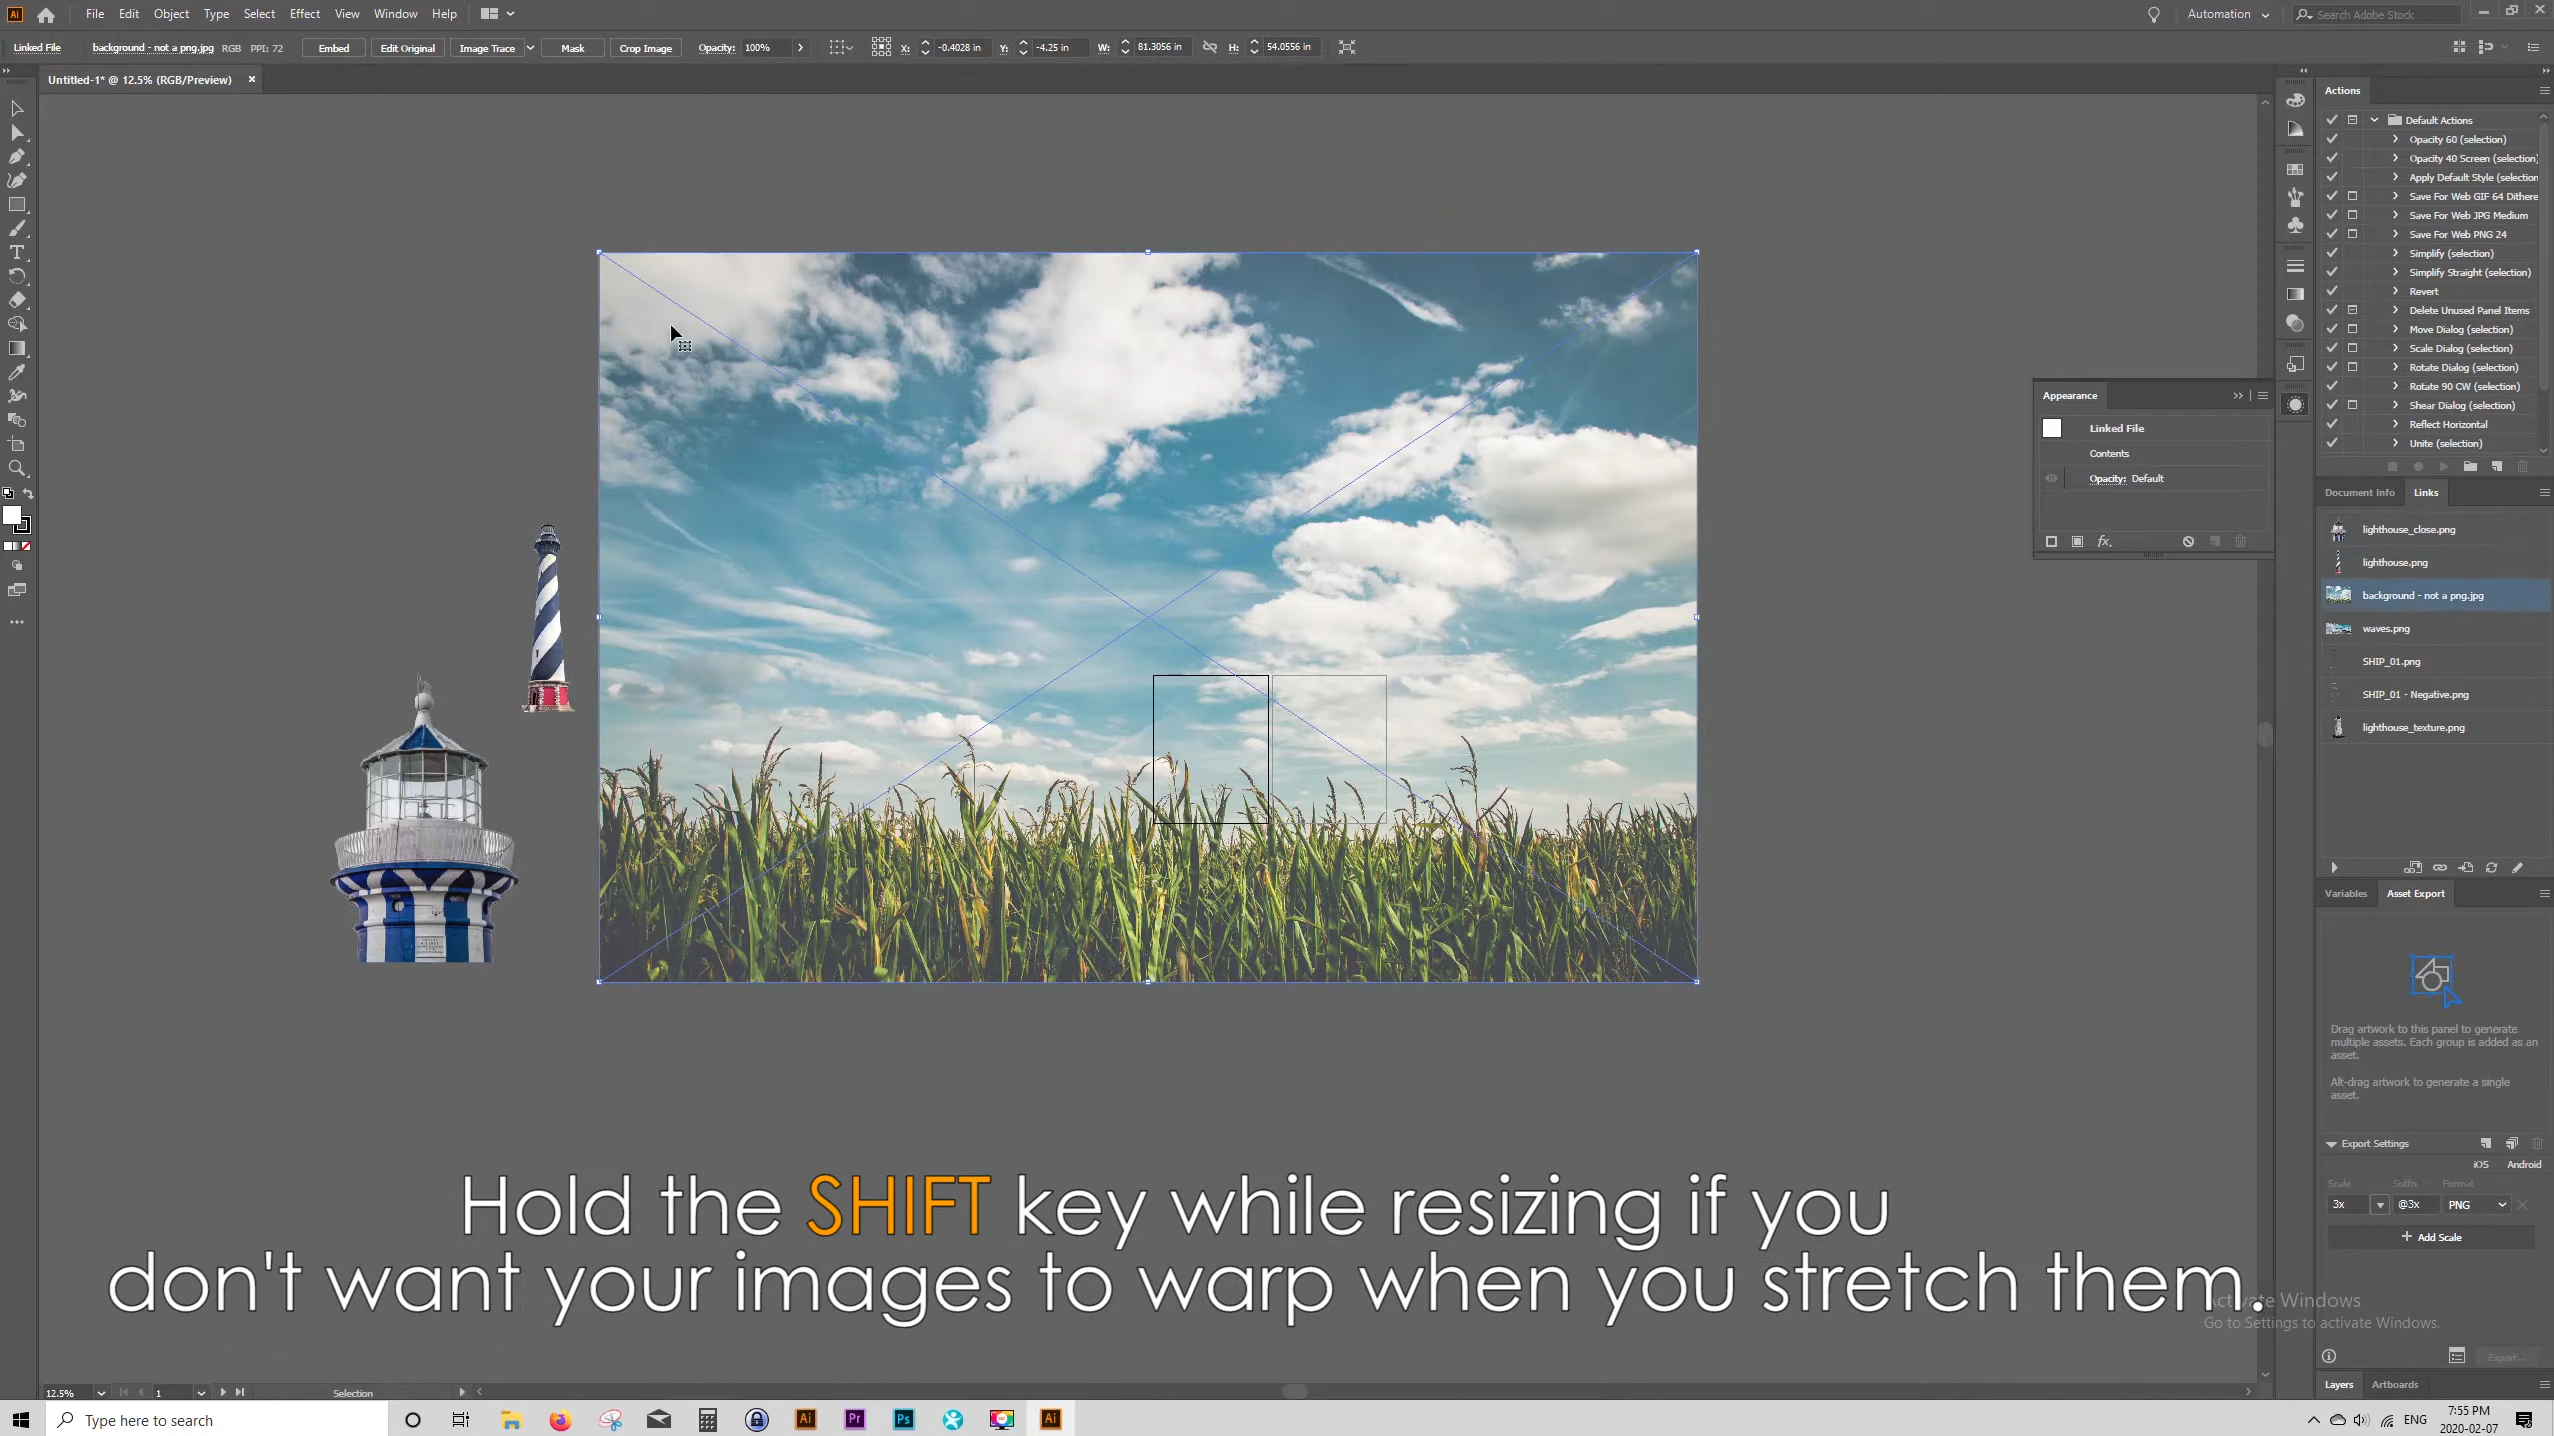 File Edit Object Type Select Effect View Window Help
Automation
Search Adobe Stock
Linked File background - not a png.jpg RGB PPI: 72 Embed Edit Original Image Trace Mask Crop Image Opacity: 100% X: -0.4028 in Y: -4.25 in W: 81.3056 in H: 54.0556 in
Untitled-1* @ 12.5% (RGB/Preview)
Actions
Default Actions
Opacity 60 (selection)
Opacity 40 Screen (selection)
Apply Default Style (selection
Save For Web GIF 64 Dithere
Save For Web JPG Medium
Save For Web PNG 24
Simplify (selection)
Simplify Straight (selection)
Revert
Delete Unused Panel Items
Move Dialog (selection)
Scale Dialog (selection)
Rotate Dialog (selection)
Rotate 90 CW (selection)
Shear Dialog (selection)
Reflect Horizontal
Unite (selection)
Appearance
Linked File
Contents
Opacity: Default
fx.
Document Info Links
lighthouse_close.png
lighthouse.png
background - not a png.jpg
waves.png
SHIP_01.png
SHIP_01 - Negative.png
lighthouse_texture.png
Variables Asset Export
Drag artwork to this panel to generate
multiple assets. Each group is added as an
asset.
Alt-drag artwork to generate a single
asset.
Export Settings
iOS Android
Scale Suffix Format
3x @3x PNG
+ Add Scale
Hold the SHIFT key while resizing if you
don't want your images to warp when you stretch them.
Activate Windows
Go to Settings to activate Windows.
Export...
Layers Artboards
12.5% 1 Selection
Type here to search
Ai Pr Ps Ai
ENG
7:55 PM
2020-02-07